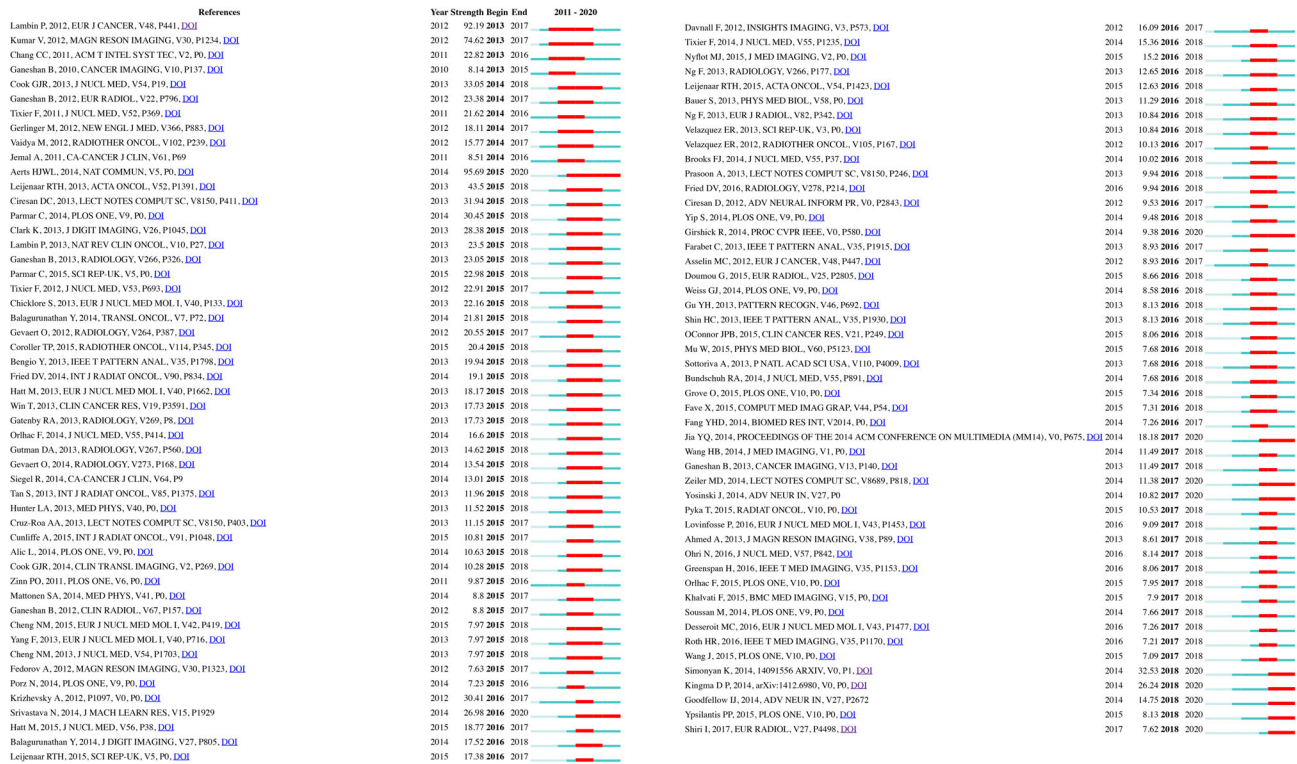 References Year Strength Begin End 2011 - 2020
Lambin P, 2012, EUR J CANCER, V48, P441, DOI 2012 92.19 2013 2017
Kumar V, 2012, MAGN RESON IMAGING, V30, P1234, DOI 2012 74.62 2013 2017
Chang CC, 2011, ACM T INTEL SYST TEC, V2, P0, DOI 2011 22.82 2013 2016
Ganeshan B, 2010, CANCER IMAGING, V10, P137, DOI 2010 8.14 2013 2015
Cook GJR, 2013, J NUCL MED, V54, P19, DOI 2013 33.05 2014 2018
Ganeshan B, 2012, EUR RADIOL, V22, P796, DOI 2012 23.38 2014 2017
Tixier F, 2011, J NUCL MED, V52, P369, DOI 2011 21.62 2014 2016
Gerlinger M, 2012, NEW ENGL J MED, V366, P883, DOI 2012 18.11 2014 2017
Vaidya M, 2012, RADIOTHER ONCOL, V102, P239, DOI 2012 15.77 2014 2017
Jemal A, 2011, CA-CANCER J CLIN, V61, P69 2011 8.51 2014 2016
Aerts HJWL, 2014, NAT COMMUN, V5, P0, DOI 2014 95.69 2015 2020
Leijenaar RTH, 2013, ACTA ONCOL, V52, P1391, DOI 2013 43.5 2015 2018
Ciresan DC, 2013, LECT NOTES COMPUT SC, V8150, P411, DOI 2013 31.94 2015 2018
Parmar C, 2014, PLOS ONE, V9, P0, DOI 2014 30.45 2015 2018
Clark K, 2013, J DIGIT IMAGING, V26, P1045, DOI 2013 28.38 2015 2018
Lambin P, 2013, NAT REV CLIN ONCOL, V10, P27, DOI 2013 23.5 2015 2018
Ganeshan B, 2013, RADIOLOGY, V266, P326, DOI 2013 23.05 2015 2018
Parmar C, 2015, SCI REP-UK, V5, P0, DOI 2015 22.98 2015 2018
Tixier F, 2012, J NUCL MED, V53, P693, DOI 2012 22.91 2015 2017
Chicklore S, 2013, EUR J NUCL MED MOL I, V40, P133, DOI 2013 22.16 2015 2018
Balagurunathan Y, 2014, TRANSL ONCOL, V7, P72, DOI 2014 21.81 2015 2018
Gevaert O, 2012, RADIOLOGY, V264, P387, DOI 2012 20.55 2015 2017
Coroller TP, 2015, RADIOTHER ONCOL, V114, P345, DOI 2015 20.4 2015 2018
Bengio Y, 2013, IEEE T PATTERN ANAL, V35, P1798, DOI 2013 19.94 2015 2018
Fried DV, 2014, INT J RADIAT ONCOL, V90, P834, DOI 2014 19.1 2015 2018
Hatt M, 2013, EUR J NUCL MED MOL I, V40, P1662, DOI 2013 18.17 2015 2018
Win T, 2013, CLIN CANCER RES, V19, P3591, DOI 2013 17.73 2015 2018
Gatenby RA, 2013, RADIOLOGY, V269, P8, DOI 2013 17.73 2015 2018
Orlhac F, 2014, J NUCL MED, V55, P414, DOI 2014 16.6 2015 2018
Gutman DA, 2013, RADIOLOGY, V267, P560, DOI 2013 14.62 2015 2018
Gevaert O, 2014, RADIOLOGY, V273, P168, DOI 2014 13.54 2015 2018
Siegel R, 2014, CA-CANCER J CLIN, V64, P9 2014 13.01 2015 2018
Tan S, 2013, INT J RADIAT ONCOL, V85, P1375, DOI 2013 11.96 2015 2018
Hunter LA, 2013, MED PHYS, V40, P0, DOI 2013 11.52 2015 2018
Cruz-Roa AA, 2013, LECT NOTES COMPUT SC, V8150, P403, DOI 2013 11.15 2015 2017
Cunliffe A, 2015, INT J RADIAT ONCOL, V91, P1048, DOI 2015 10.81 2015 2017
Alic L, 2014, PLOS ONE, V9, P0, DOI 2014 10.63 2015 2018
Cook GJR, 2014, CLIN TRANSL IMAGING, V2, P269, DOI 2014 10.28 2015 2018
Zinn PO, 2011, PLOS ONE, V6, P0, DOI 2011 9.87 2015 2016
Mattonen SA, 2014, MED PHYS, V41, P0, DOI 2014 8.8 2015 2017
Ganeshan B, 2012, CLIN RADIOL, V67, P157, DOI 2012 8.8 2015 2017
Cheng NM, 2015, EUR J NUCL MED MOL I, V42, P419, DOI 2015 7.97 2015 2018
Yang F, 2013, EUR J NUCL MED MOL I, V40, P716, DOI 2013 7.97 2015 2018
Cheng NM, 2013, J NUCL MED, V54, P1703, DOI 2013 7.97 2015 2018
Fedorov A, 2012, MAGN RESON IMAGING, V30, P1323, DOI 2012 7.63 2015 2017
Porz N, 2014, PLOS ONE, V9, P0, DOI 2014 7.23 2015 2016
Krizhevsky A, 2012, P1097, V0, P0, DOI 2012 30.41 2016 2017
Srivastava N, 2014, J MACH LEARN RES, V15, P1929 2014 26.98 2016 2020
Hatt M, 2015, J NUCL MED, V56, P38, DOI 2015 18.77 2016 2017
Balagurunathan Y, 2014, J DIGIT IMAGING, V27, P805, DOI 2014 17.52 2016 2018
Leijenaar RTH, 2015, SCI REP-UK, V5, P0, DOI 2015 17.38 2016 2017
Davnall F, 2012, INSIGHTS IMAGING, V3, P573, DOI 2012 16.09 2016 2017
Tixier F, 2014, J NUCL MED, V55, P1235, DOI 2014 15.36 2016 2018
Nyflot MJ, 2015, J MED IMAGING, V2, P0, DOI 2015 15.2 2016 2018
Ng F, 2013, RADIOLOGY, V266, P177, DOI 2013 12.65 2016 2018
Leijenaar RTH, 2015, ACTA ONCOL, V54, P1423, DOI 2015 12.63 2016 2018
Bauer S, 2013, PHYS MED BIOL, V58, P0, DOI 2013 11.29 2016 2018
Ng F, 2013, EUR J RADIOL, V82, P342, DOI 2013 10.84 2016 2018
Velazquez ER, 2013, SCI REP-UK, V3, P0, DOI 2013 10.84 2016 2018
Velazquez ER, 2012, RADIOTHER ONCOL, V105, P167, DOI 2012 10.13 2016 2017
Brooks FJ, 2014, J NUCL MED, V55, P37, DOI 2014 10.02 2016 2018
Prasoon A, 2013, LECT NOTES COMPUT SC, V8150, P246, DOI 2013 9.94 2016 2018
Fried DV, 2016, RADIOLOGY, V278, P214, DOI 2016 9.94 2016 2018
Ciresan D, 2012, ADV NEURAL INFORM PR, V0, P2843, DOI 2012 9.53 2016 2017
Yip S, 2014, PLOS ONE, V9, P0, DOI 2014 9.48 2016 2018
Girshick R, 2014, PROC CVPR IEEE, V0, P580, DOI 2014 9.38 2016 2020
Farabet C, 2013, IEEE T PATTERN ANAL, V35, P1915, DOI 2013 8.93 2016 2017
Asselin MC, 2012, EUR J CANCER, V48, P447, DOI 2012 8.93 2016 2017
Doumou G, 2015, EUR RADIOL, V25, P2805, DOI 2015 8.66 2016 2018
Weiss GJ, 2014, PLOS ONE, V9, P0, DOI 2014 8.58 2016 2018
Gu YH, 2013, PATTERN RECOGN, V46, P692, DOI 2013 8.13 2016 2018
Shin HC, 2013, IEEE T PATTERN ANAL, V35, P1930, DOI 2013 8.13 2016 2018
OConnor JPB, 2015, CLIN CANCER RES, V21, P249, DOI 2015 8.06 2016 2018
Mu W, 2015, PHYS MED BIOL, V60, P5123, DOI 2015 7.68 2016 2018
Sottoriva A, 2013, P NATL ACAD SCI USA, V110, P4009, DOI 2013 7.68 2016 2018
Bundschuh RA, 2014, J NUCL MED, V55, P891, DOI 2014 7.68 2016 2018
Grove O, 2015, PLOS ONE, V10, P0, DOI 2015 7.34 2016 2018
Fave X, 2015, COMPUT MED IMAG GRAP, V44, P54, DOI 2015 7.31 2016 2018
Fang YHD, 2014, BIOMED RES INT, V2014, P0, DOI 2014 7.26 2016 2017
Jia YQ, 2014, PROCEEDINGS OF THE 2014 ACM CONFERENCE ON MULTIMEDIA (MM14), V0, P675, DOI 2014 18.18 2017 2020
Wang HB, 2014, J MED IMAGING, V1, P0, DOI 2014 11.49 2017 2018
Ganeshan B, 2013, CANCER IMAGING, V13, P140, DOI 2013 11.49 2017 2018
Zeiler MD, 2014, LECT NOTES COMPUT SC, V8689, P818, DOI 2014 11.38 2017 2020
Yosinski J, 2014, ADV NEUR IN, V27, P0 2014 10.82 2017 2020
Pyka T, 2015, RADIAT ONCOL, V10, P0, DOI 2015 10.53 2017 2018
Lovinfosse P, 2016, EUR J NUCL MED MOL I, V43, P1453, DOI 2016 9.09 2017 2018
Ahmed A, 2013, J MAGN RESON IMAGING, V38, P89, DOI 2013 8.61 2017 2018
Ohri N, 2016, J NUCL MED, V57, P842, DOI 2016 8.14 2017 2018
Greenspan H, 2016, IEEE T MED IMAGING, V35, P1153, DOI 2016 8.06 2017 2018
Orlhac F, 2015, PLOS ONE, V10, P0, DOI 2015 7.95 2017 2018
Khalvati F, 2015, BMC MED IMAGING, V15, P0, DOI 2015 7.9 2017 2018
Soussan M, 2014, PLOS ONE, V9, P0, DOI 2014 7.66 2017 2018
Desseroit MC, 2016, EUR J NUCL MED MOL I, V43, P1477, DOI 2016 7.26 2017 2018
Roth HR, 2016, IEEE T MED IMAGING, V35, P1170, DOI 2016 7.21 2017 2018
Wang J, 2015, PLOS ONE, V10, P0, DOI 2015 7.09 2017 2018
Simonyan K, 2014, 14091556 ARXIV, V0, P1, DOI 2014 32.53 2018 2020
Kingma D P, 2014, arXiv:1412.6980, V0, P0, DOI 2014 26.24 2018 2020
Goodfellow IJ, 2014, ADV NEUR IN, V27, P2672 2014 14.75 2018 2020
Ypsilantis PP, 2015, PLOS ONE, V10, P0, DOI 2015 8.13 2018 2020
Shiri I, 2017, EUR RADIOL, V27, P4498, DOI 2017 7.62 2018 2020